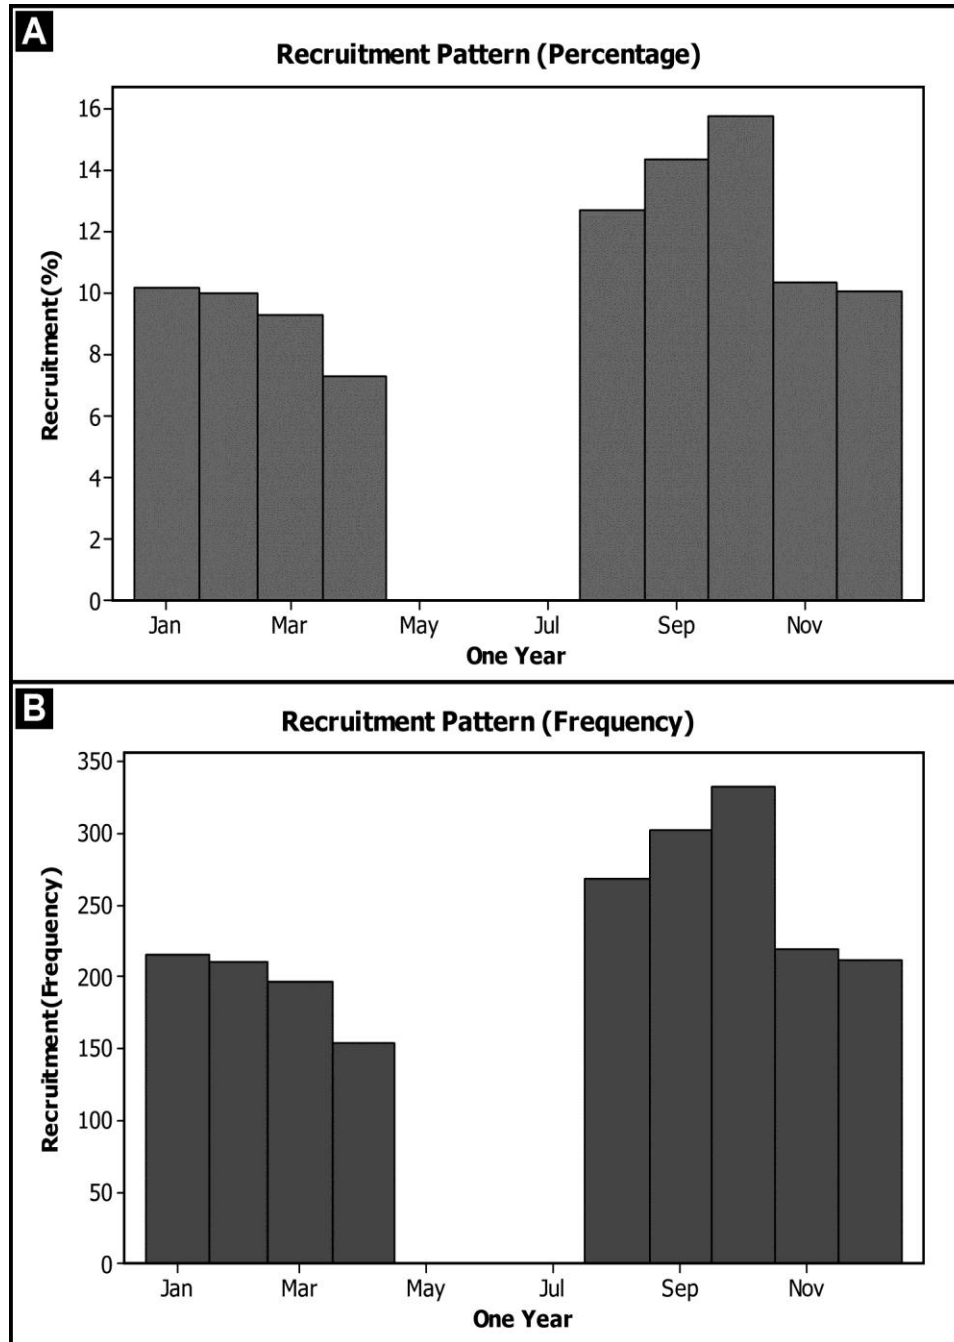 A
Recruitment Pattern (Percentage)
Recruitment(%)
16
14
12
10
8
6
4
2
0
Jan Mar May Jul Sep Nov
One Year
B
Recruitment Pattern (Frequency)
Recruitment(Frequency)
350
300
250
200
150
100
50
0
Jan Mar May Jul Sep Nov
One Year